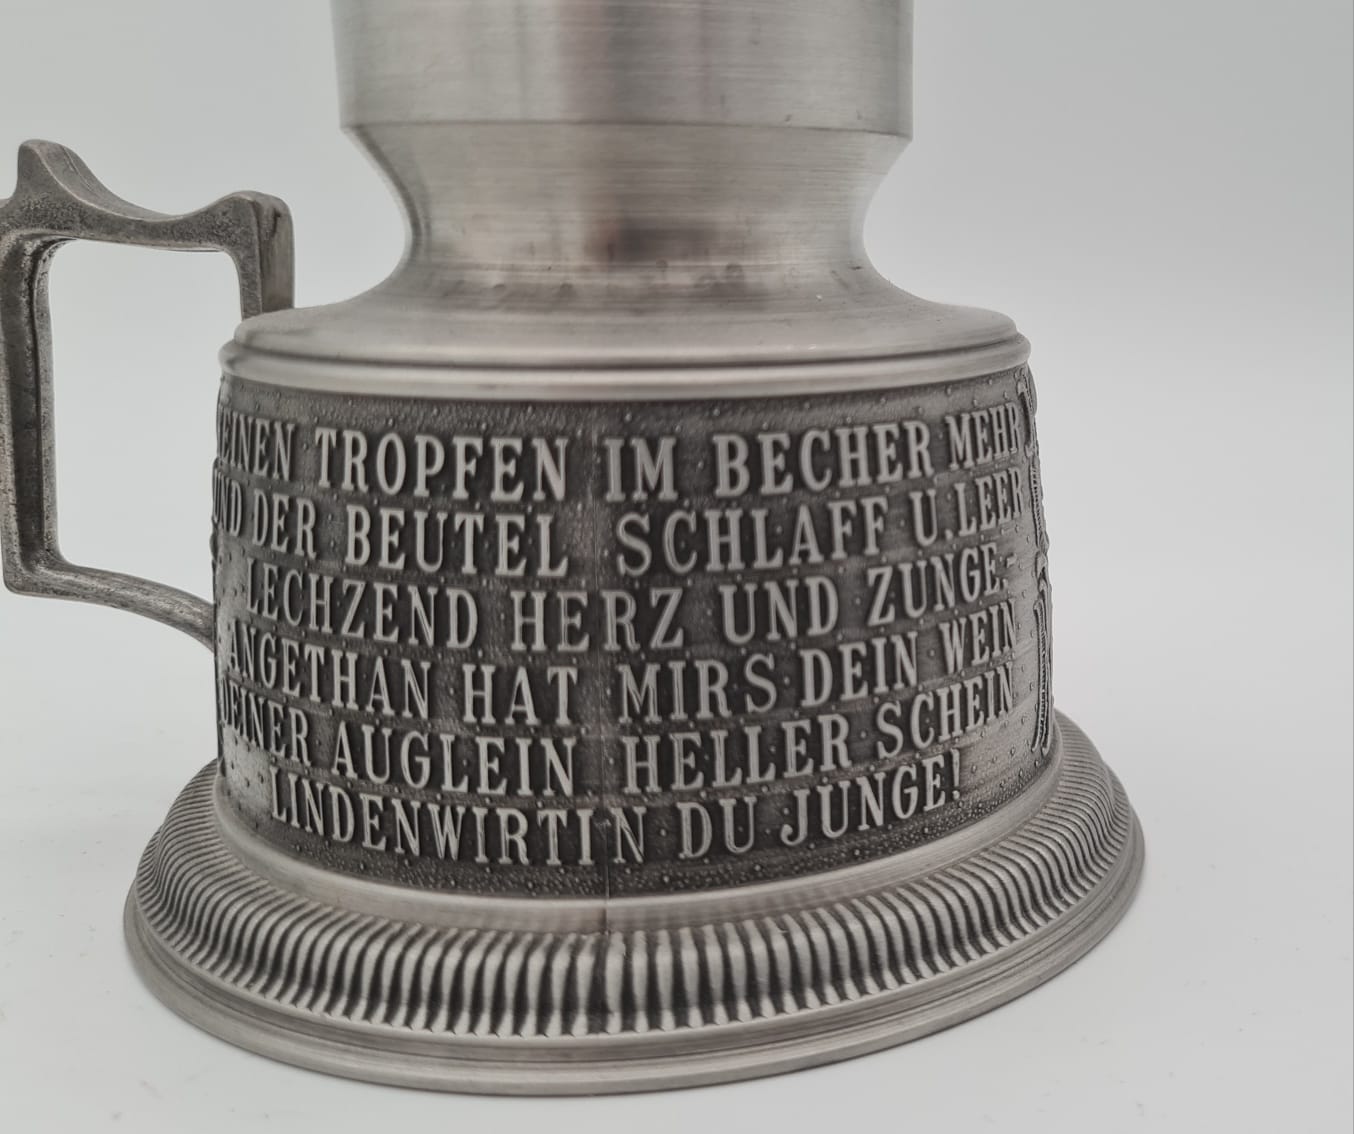 EINEN TROPFEN IM BECHER MEHR
UND DER BEUTEL SCHLAFF U. LEER
LECHZEND HERZ UND ZUNGE.-
ANGETHAN HAT MIRS DEIN WEIN
DEINER AUGLEIN HELLER SCHEIN
LINDENWIRTIN DU JUNGE!